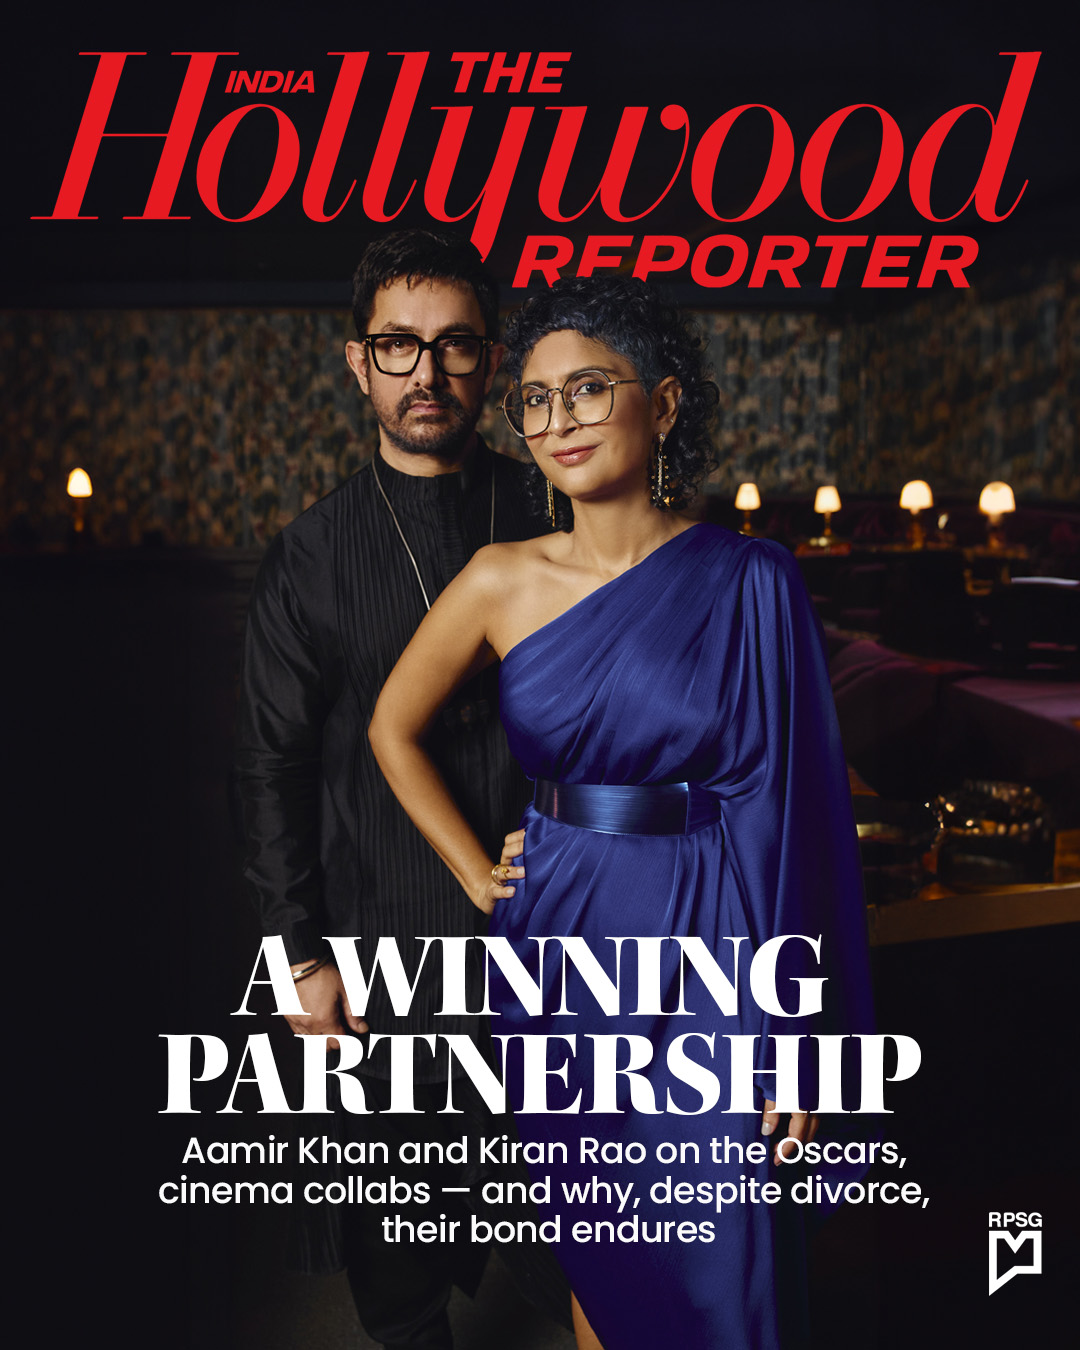 THE
INDIA
Hollywood
REPORTER
A WINNING
PARTNERSHIP
Aamir Khan and Kiran Rao on the Oscars,
cinema collabs — and why, despite divorce,
their bond endures
RPSG